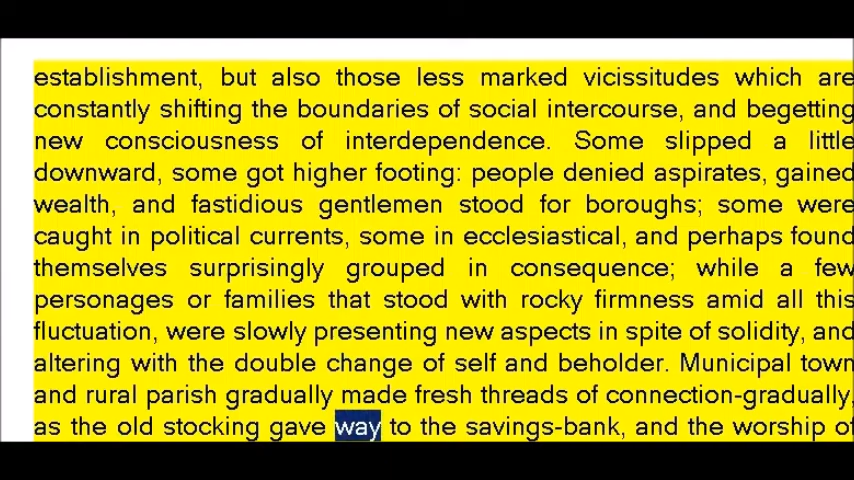 establishment, but also those less marked vicissitudes which are
constantly shifting the boundaries of social intercourse, and begetting
new consciousness of interdependence. Some slipped a little
downward, some got higher footing: people denied aspirates, gained
wealth, and fastidious gentlemen stood for boroughs; some were
caught in political currents, some in ecclesiastical, and perhaps found
themselves surprisingly grouped in consequence; while a few
personages or families that stood with rocky firmness amid all this
fluctuation, were slowly presenting new aspects in spite of solidity, and
altering with the double change of self and beholder. Municipal town
and rural parish gradually made fresh threads of connection-gradually,
as the old stocking gave way to the savings-bank, and the worship of